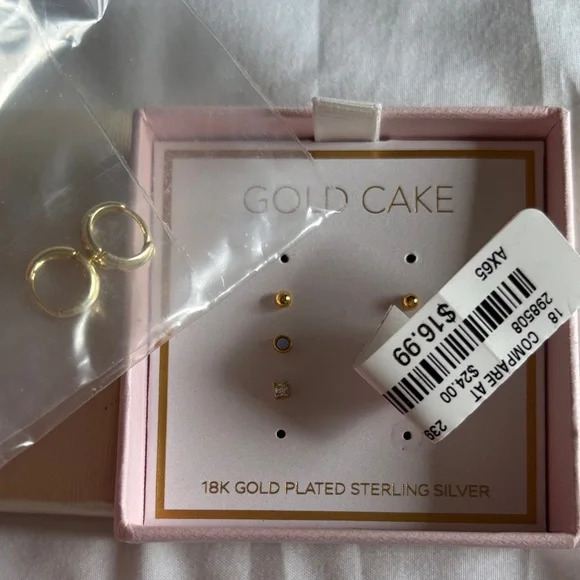 GOLD CAKE
18 298508 239
COMPARE AT
$24.00
$16.99
AX65
18K GOLD PLATED STERLING SILVER